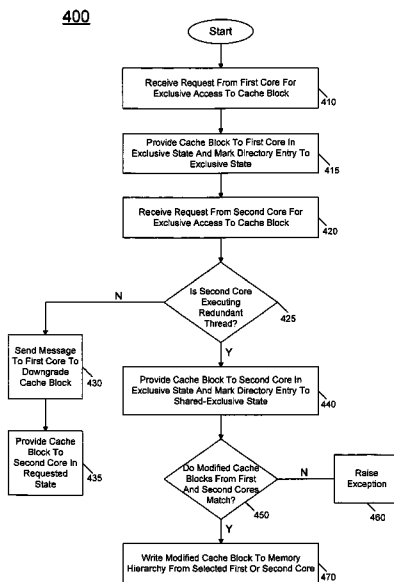 400
Start
Receive Request From First Core For
Exclusive Access To Cache Block
410
Provide Cache Block To First Core In
Exclusive State And Mark Directory Entry To
Exclusive State
415
Receive Request From Second Core For
Exclusive Access To Cache Block
420
Is Second Core
Executing
Redundant
Thread?
425
N
Y
Send Message
To First Core To
Downgrade
Cache Block
430
Provide Cache Block To Second Core In
Exclusive State And Mark Directory Entry To
Shared-Exclusive State
440
Provide Cache
Block To
Second Core In
Requested
State
435
Do Modified Cache
Blocks From First
And Second Cores
Match?
450
N
Raise
Exception
460
Y
Write Modified Cache Block To Memory
Hierarchy From Selected First Or Second Core
470